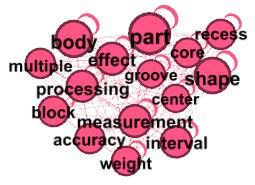 recess
part
body
core
effect
multiple
groove
shape
processing
center
block
measurement
accuracy
interval
weight